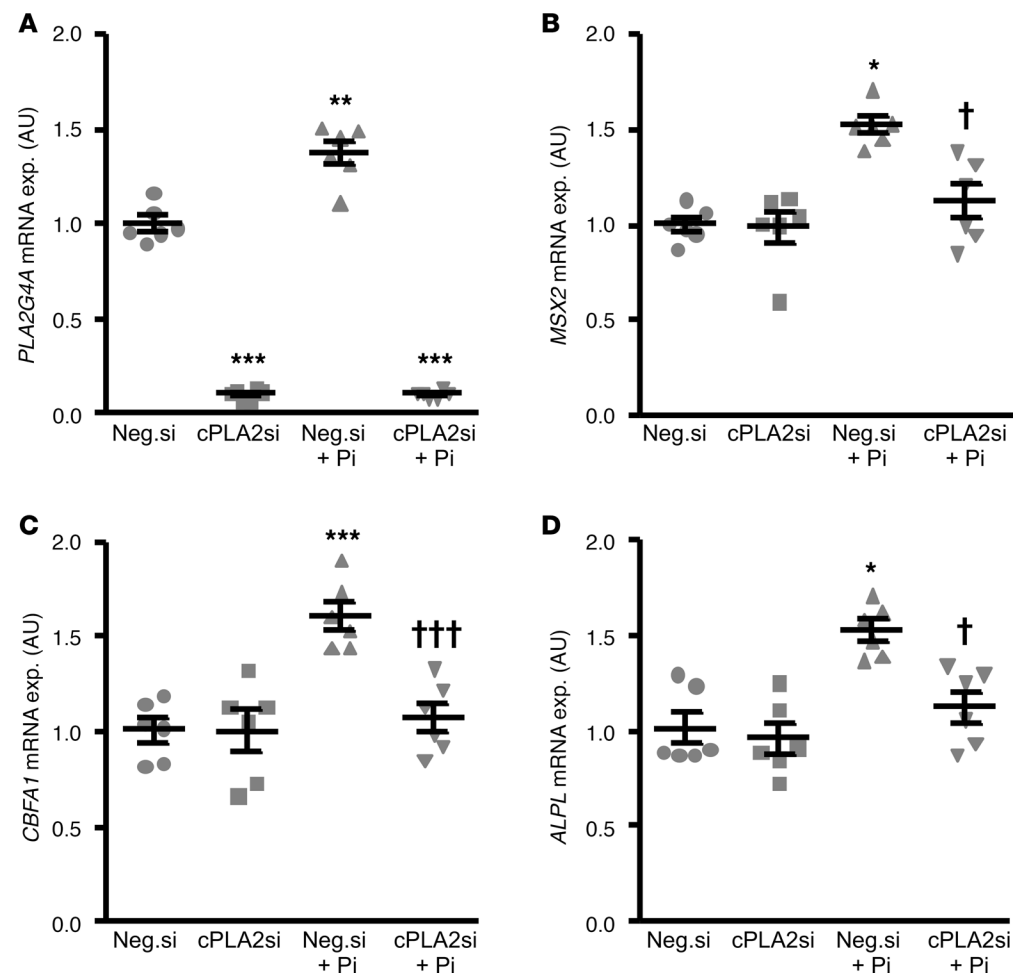 A
PLA2G4A mRNA exp. (AU)
2.0
1.5
1.0
0.5
0.0
**
***
***
Neg.si cPLA2si Neg.si + Pi cPLA2si + Pi
B
MSX2 mRNA exp. (AU)
2.0
1.5
1.0
0.5
0.0
*
†
Neg.si cPLA2si Neg.si + Pi cPLA2si + Pi
C
CBFA1 mRNA exp. (AU)
2.0
1.5
1.0
0.5
0.0
***
†††
Neg.si cPLA2si Neg.si + Pi cPLA2si + Pi
D
ALPL mRNA exp. (AU)
2.0
1.5
1.0
0.5
0.0
*
†
Neg.si cPLA2si Neg.si + Pi cPLA2si + Pi